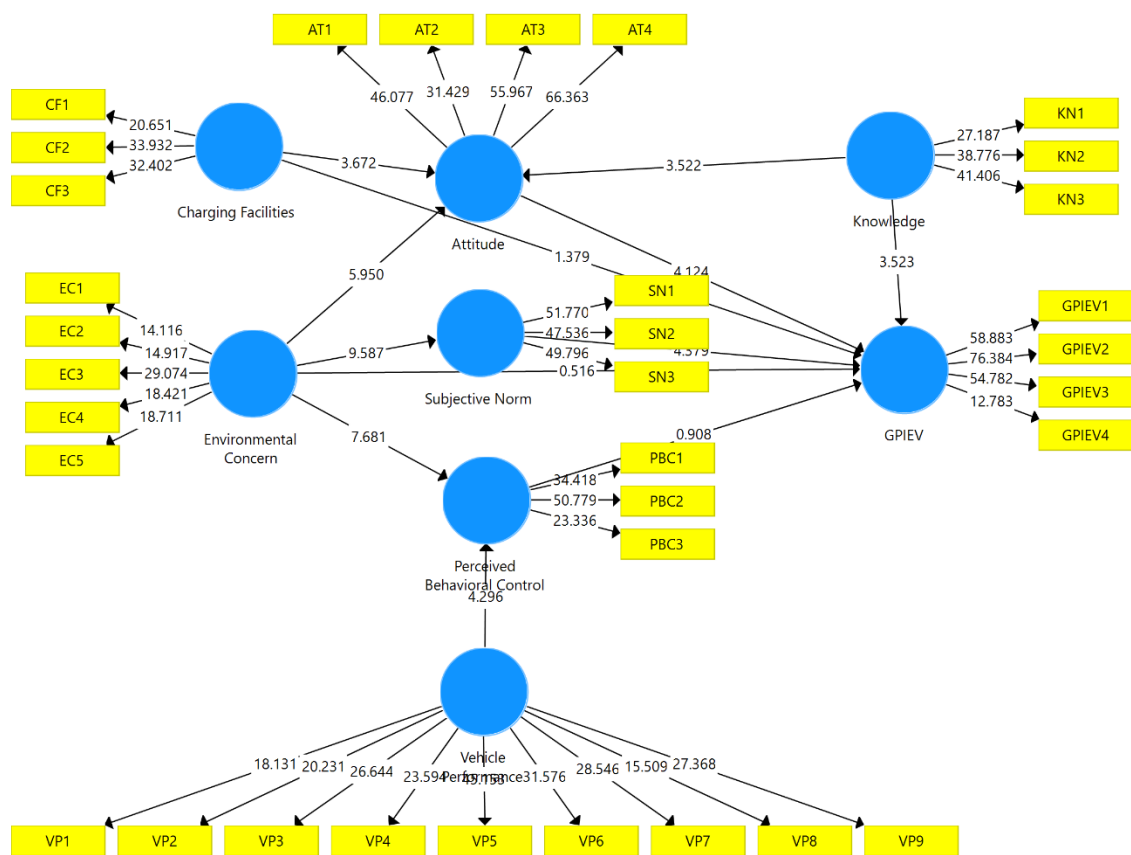 AT1
AT2
AT3
AT4
46.077
31.429
55.967
66.363
CF1
CF2
CF3
20.651
33.932
32.402
Charging Facilities
3.672
Attitude
3.522
Knowledge
KN1
KN2
KN3
27.187
38.776
41.406
5.950
1.379
4.124
3.523
EC1
EC2
EC3
EC4
EC5
14.116
14.917
29.074
18.421
18.711
Environmental
Concern
9.587
Subjective Norm
51.770
47.536
49.796
SN1
SN2
SN3
4.379
0.516
GPIEV
58.883
76.384
54.782
12.783
GPIEV1
GPIEV2
GPIEV3
GPIEV4
7.681
0.908
34.418
50.779
23.336
PBC1
PBC2
PBC3
Perceived
Behavioral Control
4.296
Vehicle
Performance
18.131
20.231
26.644
23.594
31.576
28.546
15.509
27.368
VP1
VP2
VP3
VP4
VP5
VP6
VP7
VP8
VP9